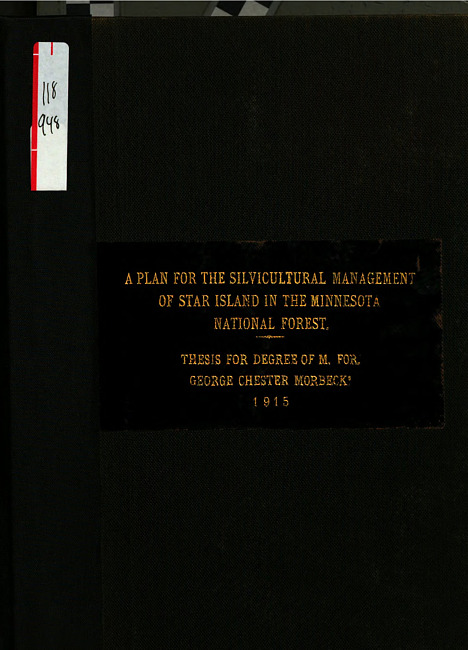 118
948
A PLAN FOR THE SILVICULTURAL MANAGEMENT
OF STAR ISLAND IN THE MINNESOTA
NATIONAL FOREST.
THESIS FOR DEGREE OF M. FOR.
GEORGE CHESTER MORBECK
1915